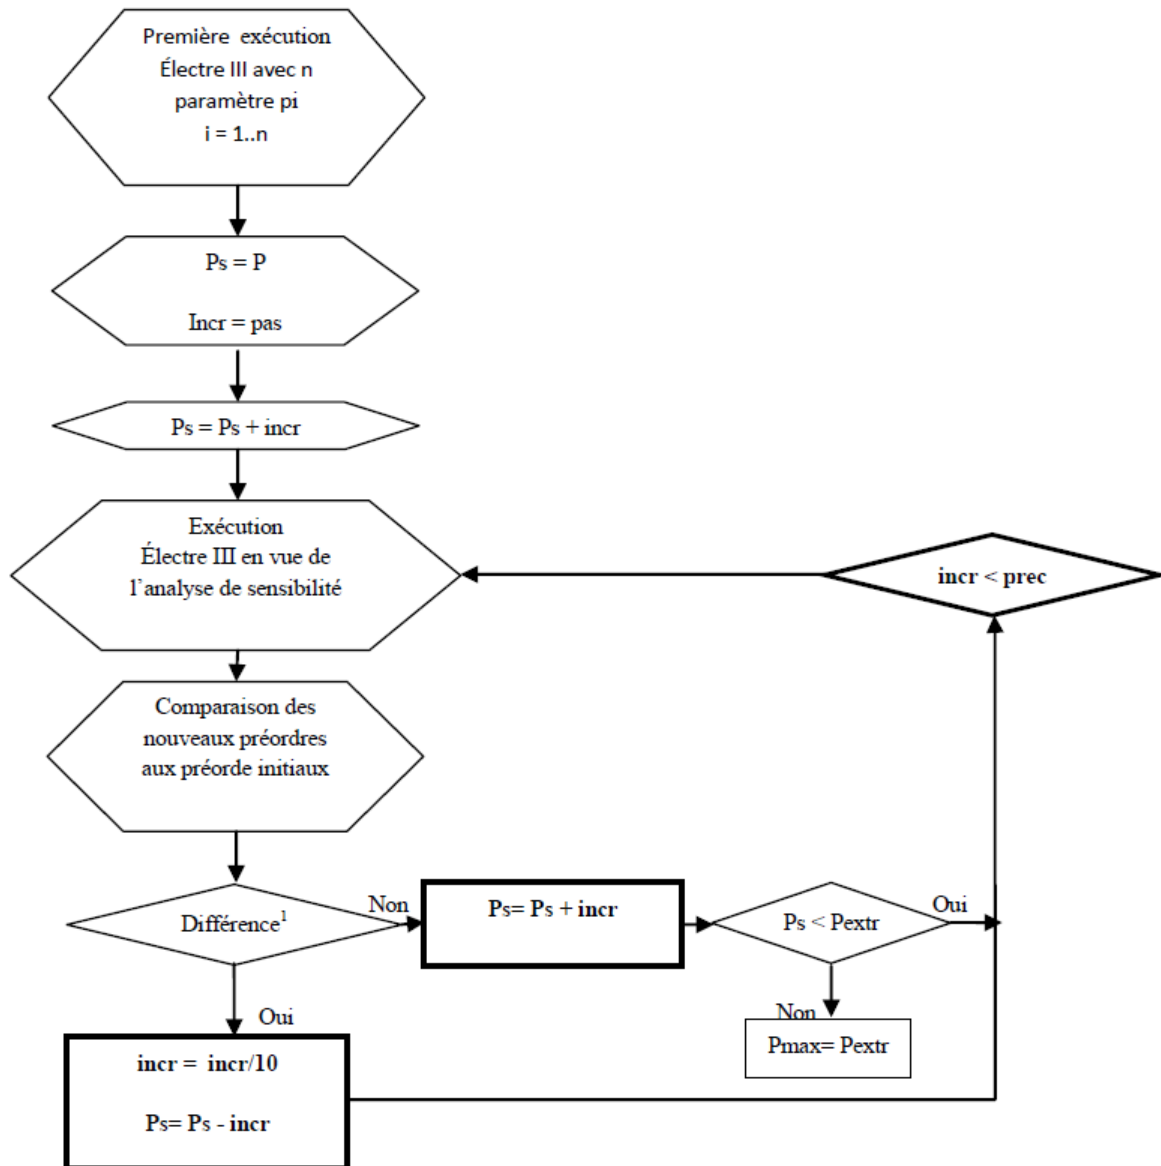 Première exécution
Électre III avec n
paramètre pi
i = 1..n
Ps = P
Incr = pas
Ps = Ps + incr
Exécution
Électre III en vue de
l'analyse de sensibilité
incr < prec
Comparaison des
nouveaux préordres
aux préorde initiaux
Différence¹
Non
Ps= Ps + incr
Ps < Pextr
Oui
Oui
Non
Pmax= Pextr
incr = incr/10
Ps= Ps - incr